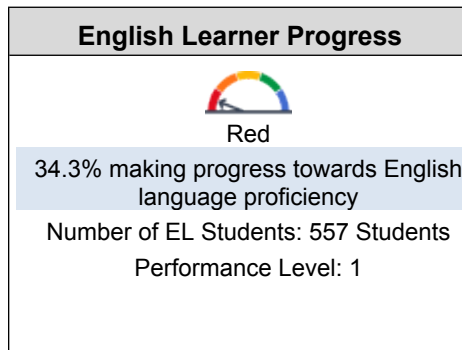 English Learner Progress
Red
34.3% making progress towards English
language proficiency
Number of EL Students: 557 Students
Performance Level: 1